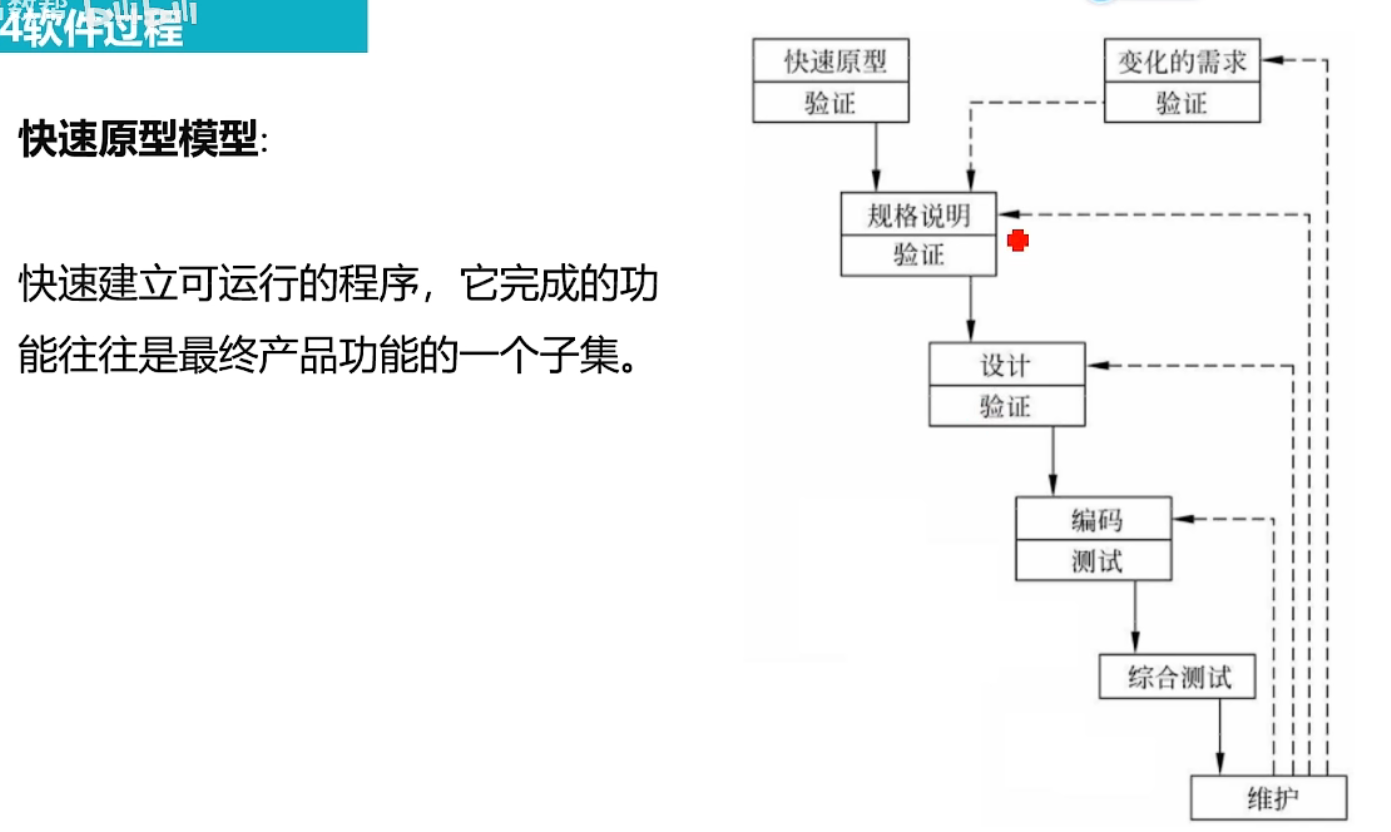 4软件过程
快速原型模型:
快速建立可运行的程序，它完成的功
能往往是最终产品功能的一个子集。
快速原型
验证
变化的需求
验证
规格说明
验证
设计
验证
编码
测试
综合测试
维护